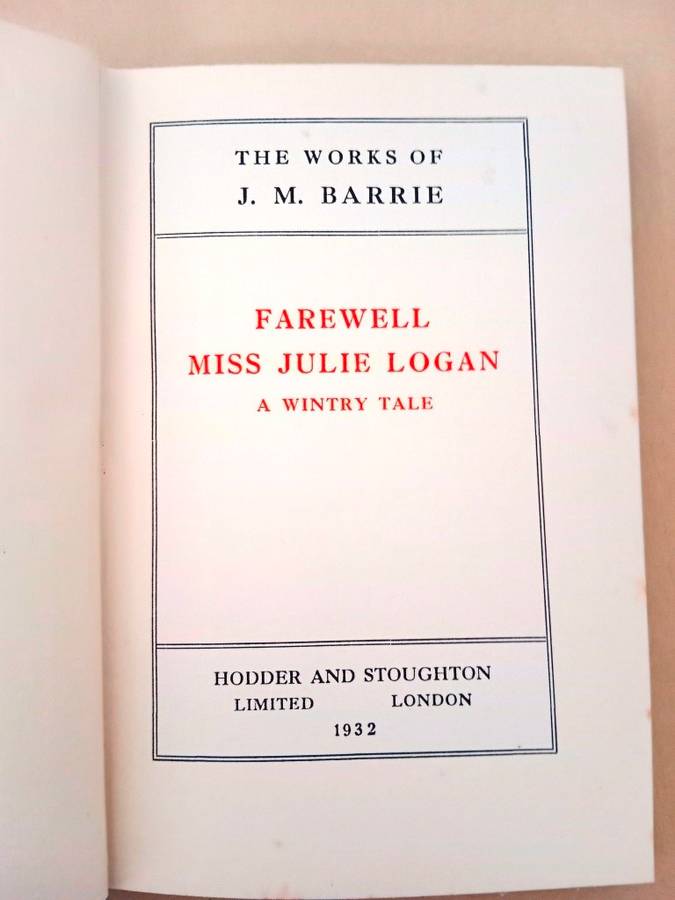 THE WORKS OF
J. M. BARRIE
FAREWELL
MISS JULIE LOGAN
A WINTRY TALE
HODDER AND STOUGHTON
LIMITED LONDON
1932